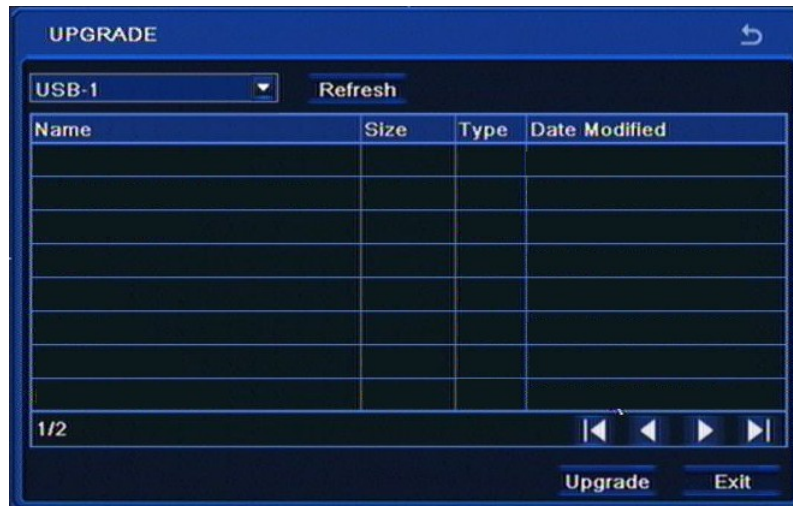 UPGRADE
USB-1 Refresh
Name Size Type Date Modified
1/2
Upgrade Exit